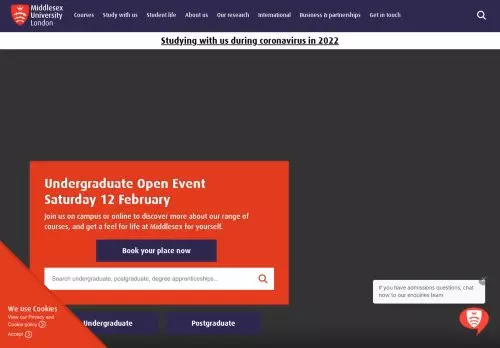 Middlesex
University
London
Courses Study with us Student life About us Our research International Business & partnerships Get in touch
Studying with us during coronavirus in 2022
Undergraduate Open Event
Saturday 12 February
Join us on campus or online to discover more about our range of
courses, and get a feel for life at Middlesex for yourself.
Book your place now
Search undergraduate, postgraduate, degree apprenticeships...
If you have admissions questions, chat
now to our enquiries team
We use Cookies
View our Privacy and
Cookie policy
Accept
Undergraduate
Postgraduate